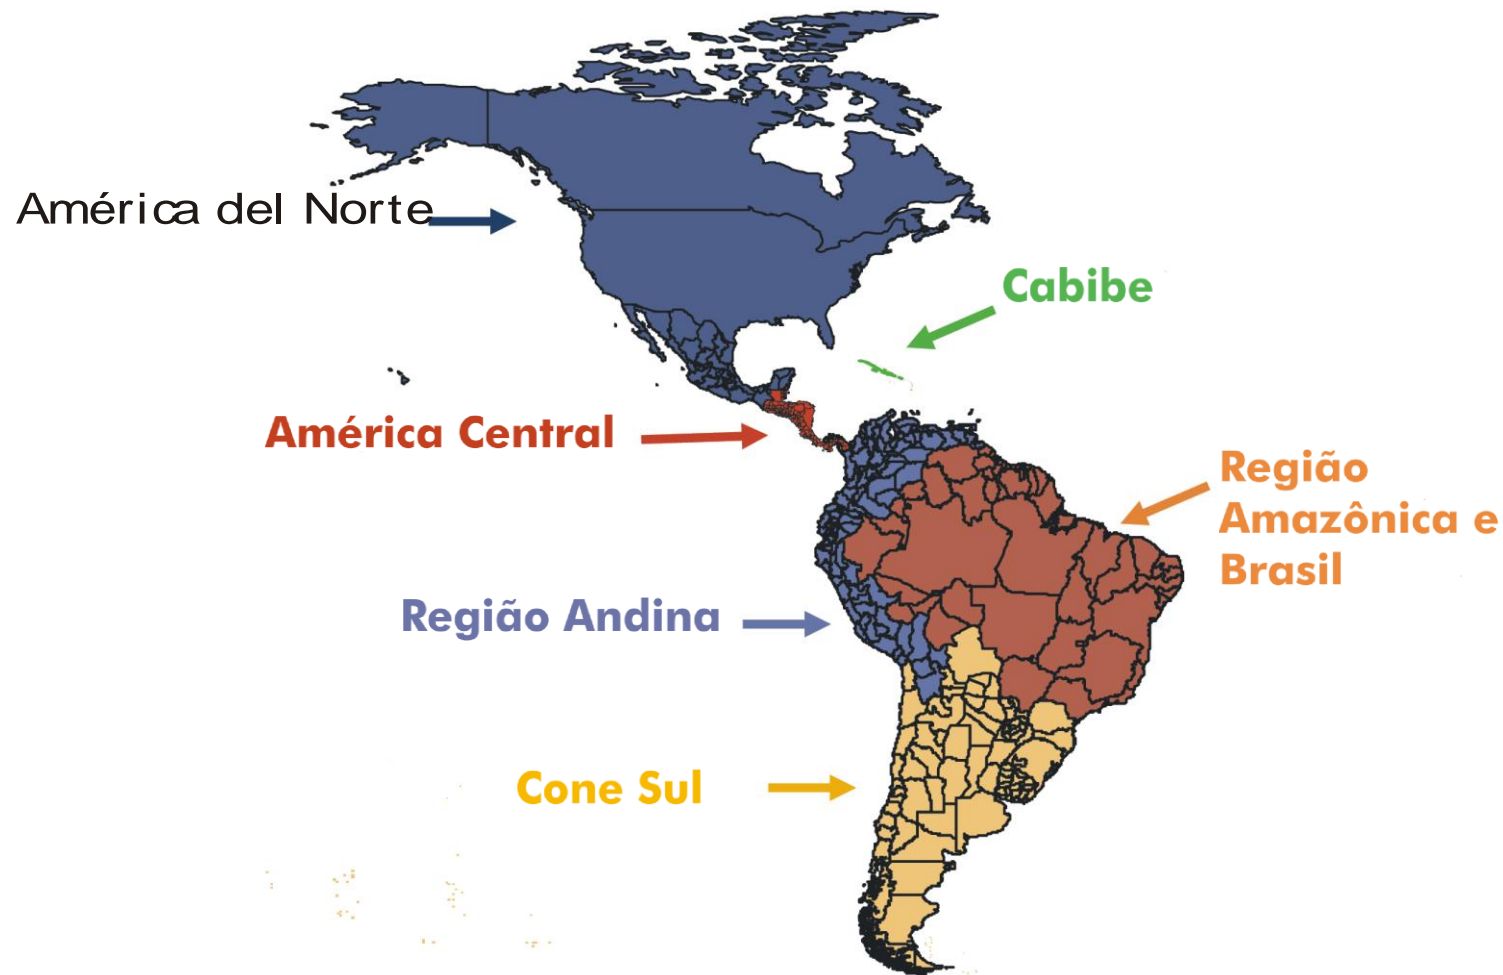 América del Norte
Cabibe
América Central
Região
Amazônica e
Brasil
Região Andina
Cone Sul